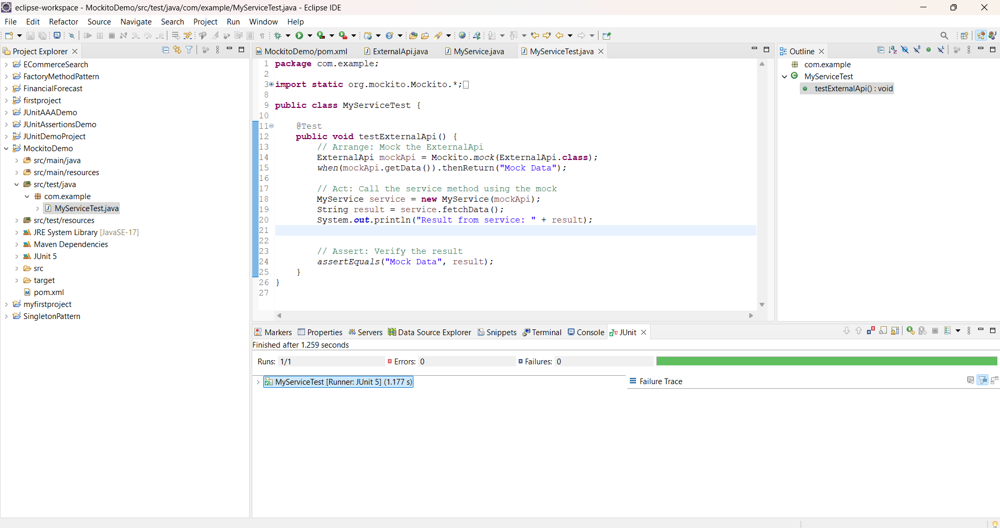 eclipse-workspace - MockitoDemo/src/test/java/com/example/MyServiceTest.java - Eclipse IDE
File Edit Refactor Source Navigate Search Project Run Window Help
Project Explorer
ECommerceSearch
FactoryMethodPattern
FinancialForecast
firstproject
JUnitAAADemo
JUnitAssertionsDemo
JUnitDemoProject
MockitoDemo
src/main/java
src/main/resources
src/test/java
com.example
MyServiceTest.java
src/test/resources
JRE System Library [JavaSE-17]
Maven Dependencies
JUnit 5
src
target
pom.xml
myfirstproject
SingletonPattern
MockitoDemo/pom.xml ExternalApi.java MyService.java MyServiceTest.java
1 package com.example;
2
3 import static org.mockito.Mockito.*;
8
9 public class MyServiceTest {
10
11 @Test
12 public void testExternalApi() {
13 // Arrange: Mock the ExternalApi
14 ExternalApi mockApi = Mockito.mock(ExternalApi.class);
15 when(mockApi.getData()).thenReturn("Mock Data");
16
17 // Act: Call the service method using the mock
18 MyService service = new MyService(mockApi);
19 String result = service.fetchData();
20 System.out.println("Result from service: " + result);
21
22
23 // Assert: Verify the result
24 assertEquals("Mock Data", result);
25 }
26 }
27
Outline
com.example
MyServiceTest
testExternalApi() : void
Markers Properties Servers Data Source Explorer Snippets Terminal Console JUnit
Finished after 1.259 seconds
Runs: 1/1 Errors: 0 Failures: 0
MyServiceTest [Runner: JUnit 5] (1.177 s)
Failure Trace